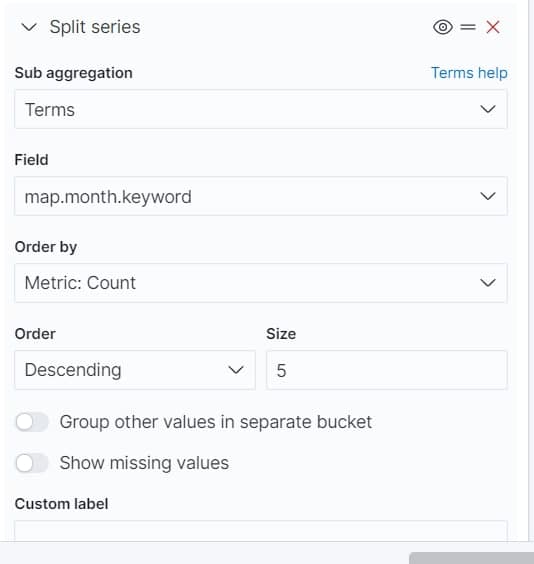 Split series
Sub aggregation
Terms help
Terms
Field
map.month.keyword
Order by
Metric: Count
Order
Size
Descending
5
Group other values in separate bucket
Show missing values
Custom label